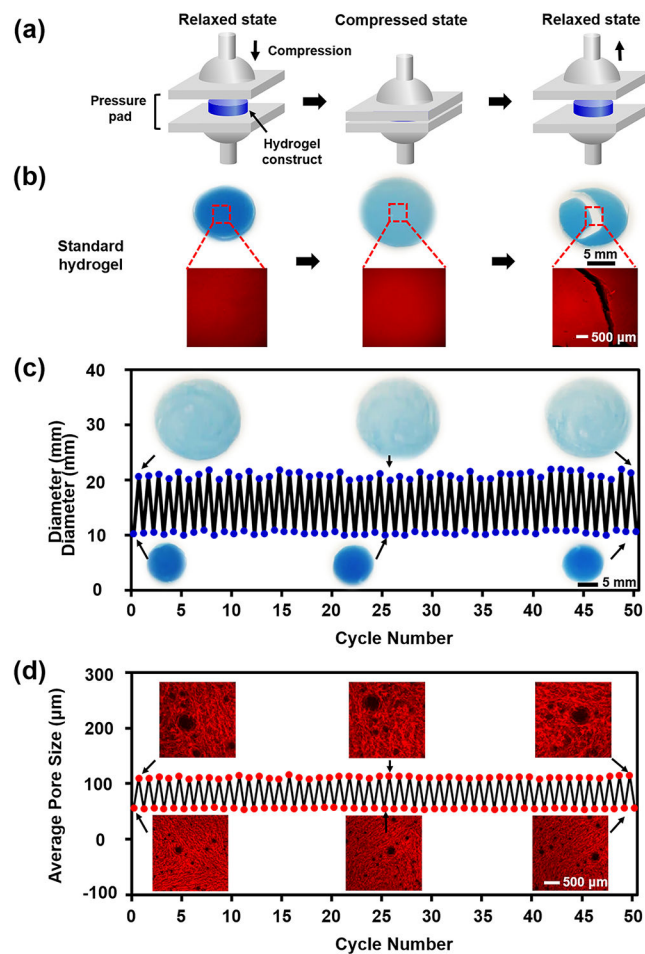 (a)
Relaxed state
Compressed state
Relaxed state
Compression
Pressure
pad
Hydrogel
construct
(b)
Standard
hydrogel
5 mm
500 µm
(c)
40
30
20
10
0
Diameter (mm)
Diameter (mm)
5 mm
0 5 10 15 20 25 30 35 40 45 50
Cycle Number
(d)
300
200
100
0
-100
Average Pore Size (µm)
500 µm
0 5 10 15 20 25 30 35 40 45 50
Cycle Number